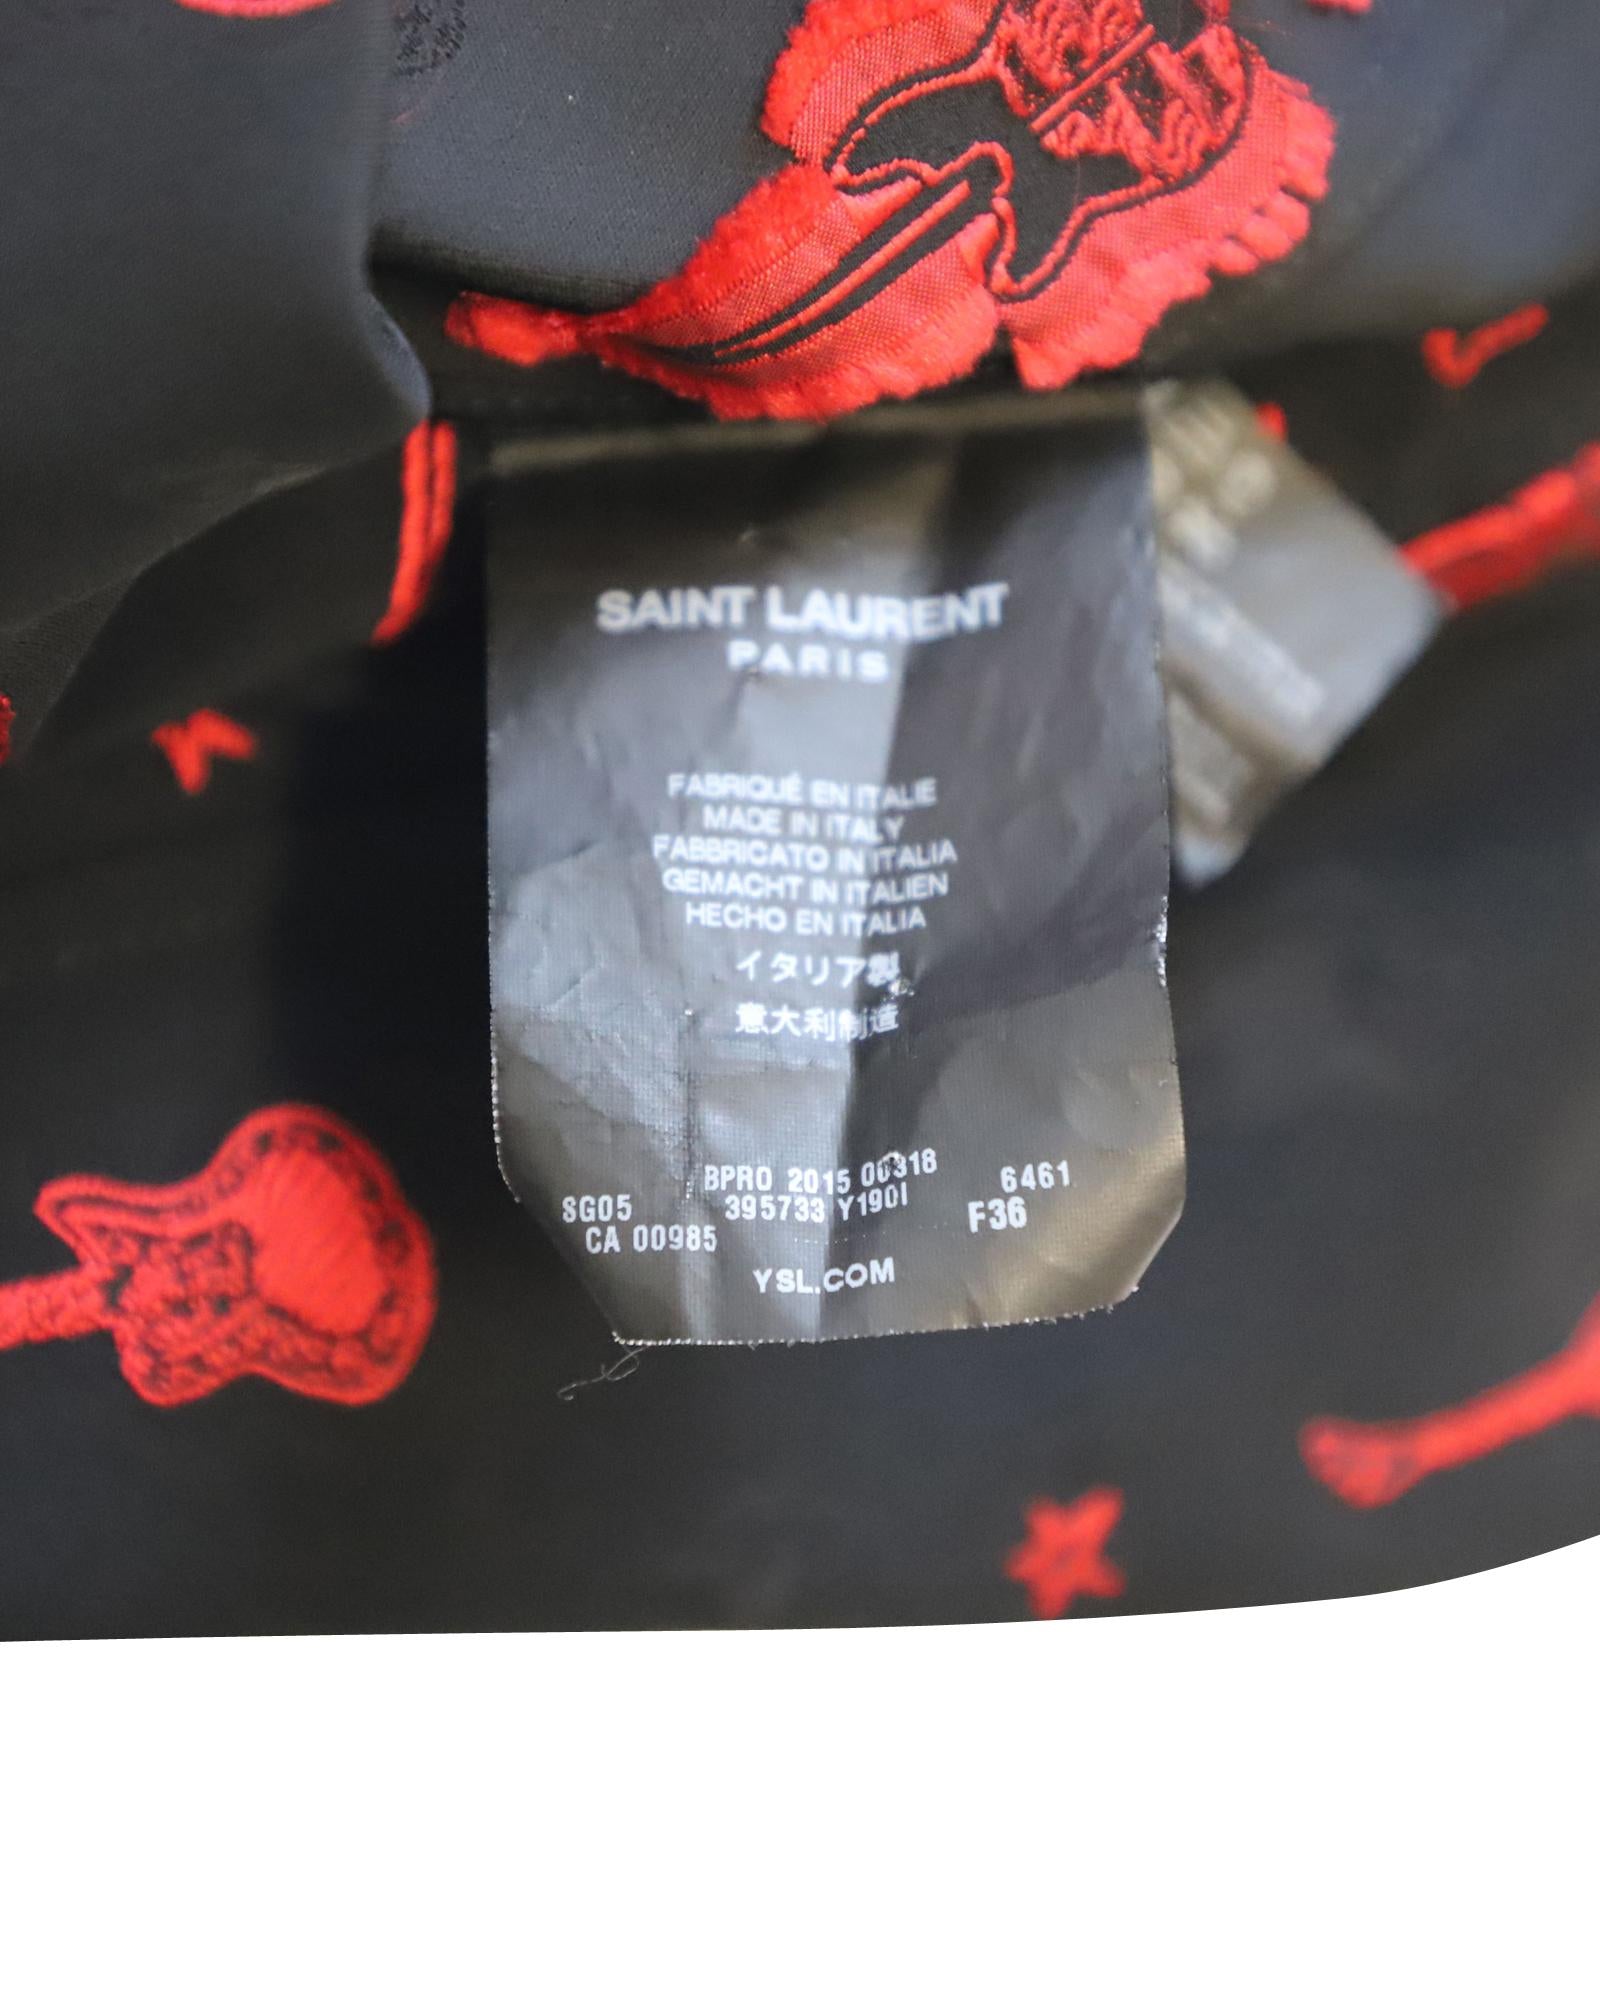 SAINT LAURENT
PARIS
FABRIQUÉ EN ITALIE
MADE IN ITALY
FABBRICATO IN ITALIA
GEMACHT IN ITALIEN
HECHO EN ITALIA
イタリア製
意大利制造
BPRO 2015 00318 6461
SG05 395733 Y190I F36
CA 00985
YSL.COM